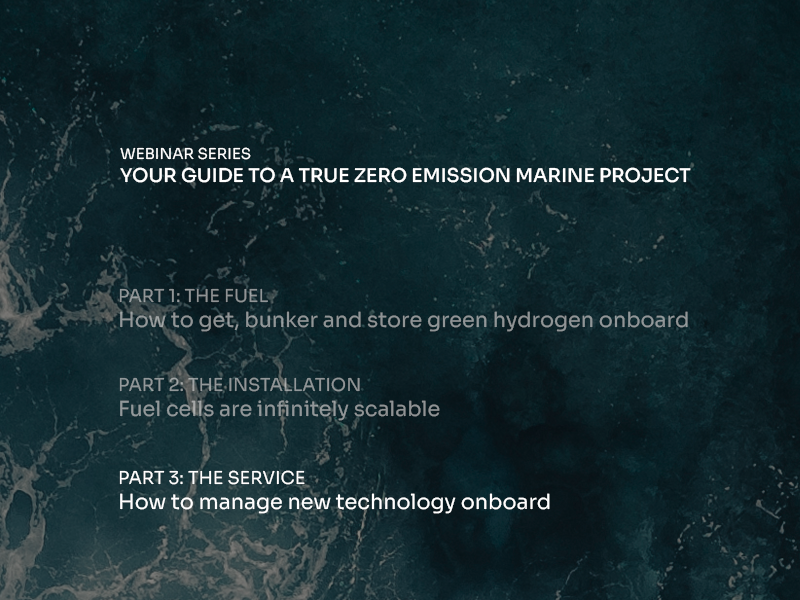 WEBINAR SERIES
YOUR GUIDE TO A TRUE ZERO EMISSION MARINE PROJECT
PART 1: THE FUEL
How to get, bunker and store green hydrogen onboard
PART 2: THE INSTALLATION
Fuel cells are infinitely scalable
PART 3: THE SERVICE
How to manage new technology onboard